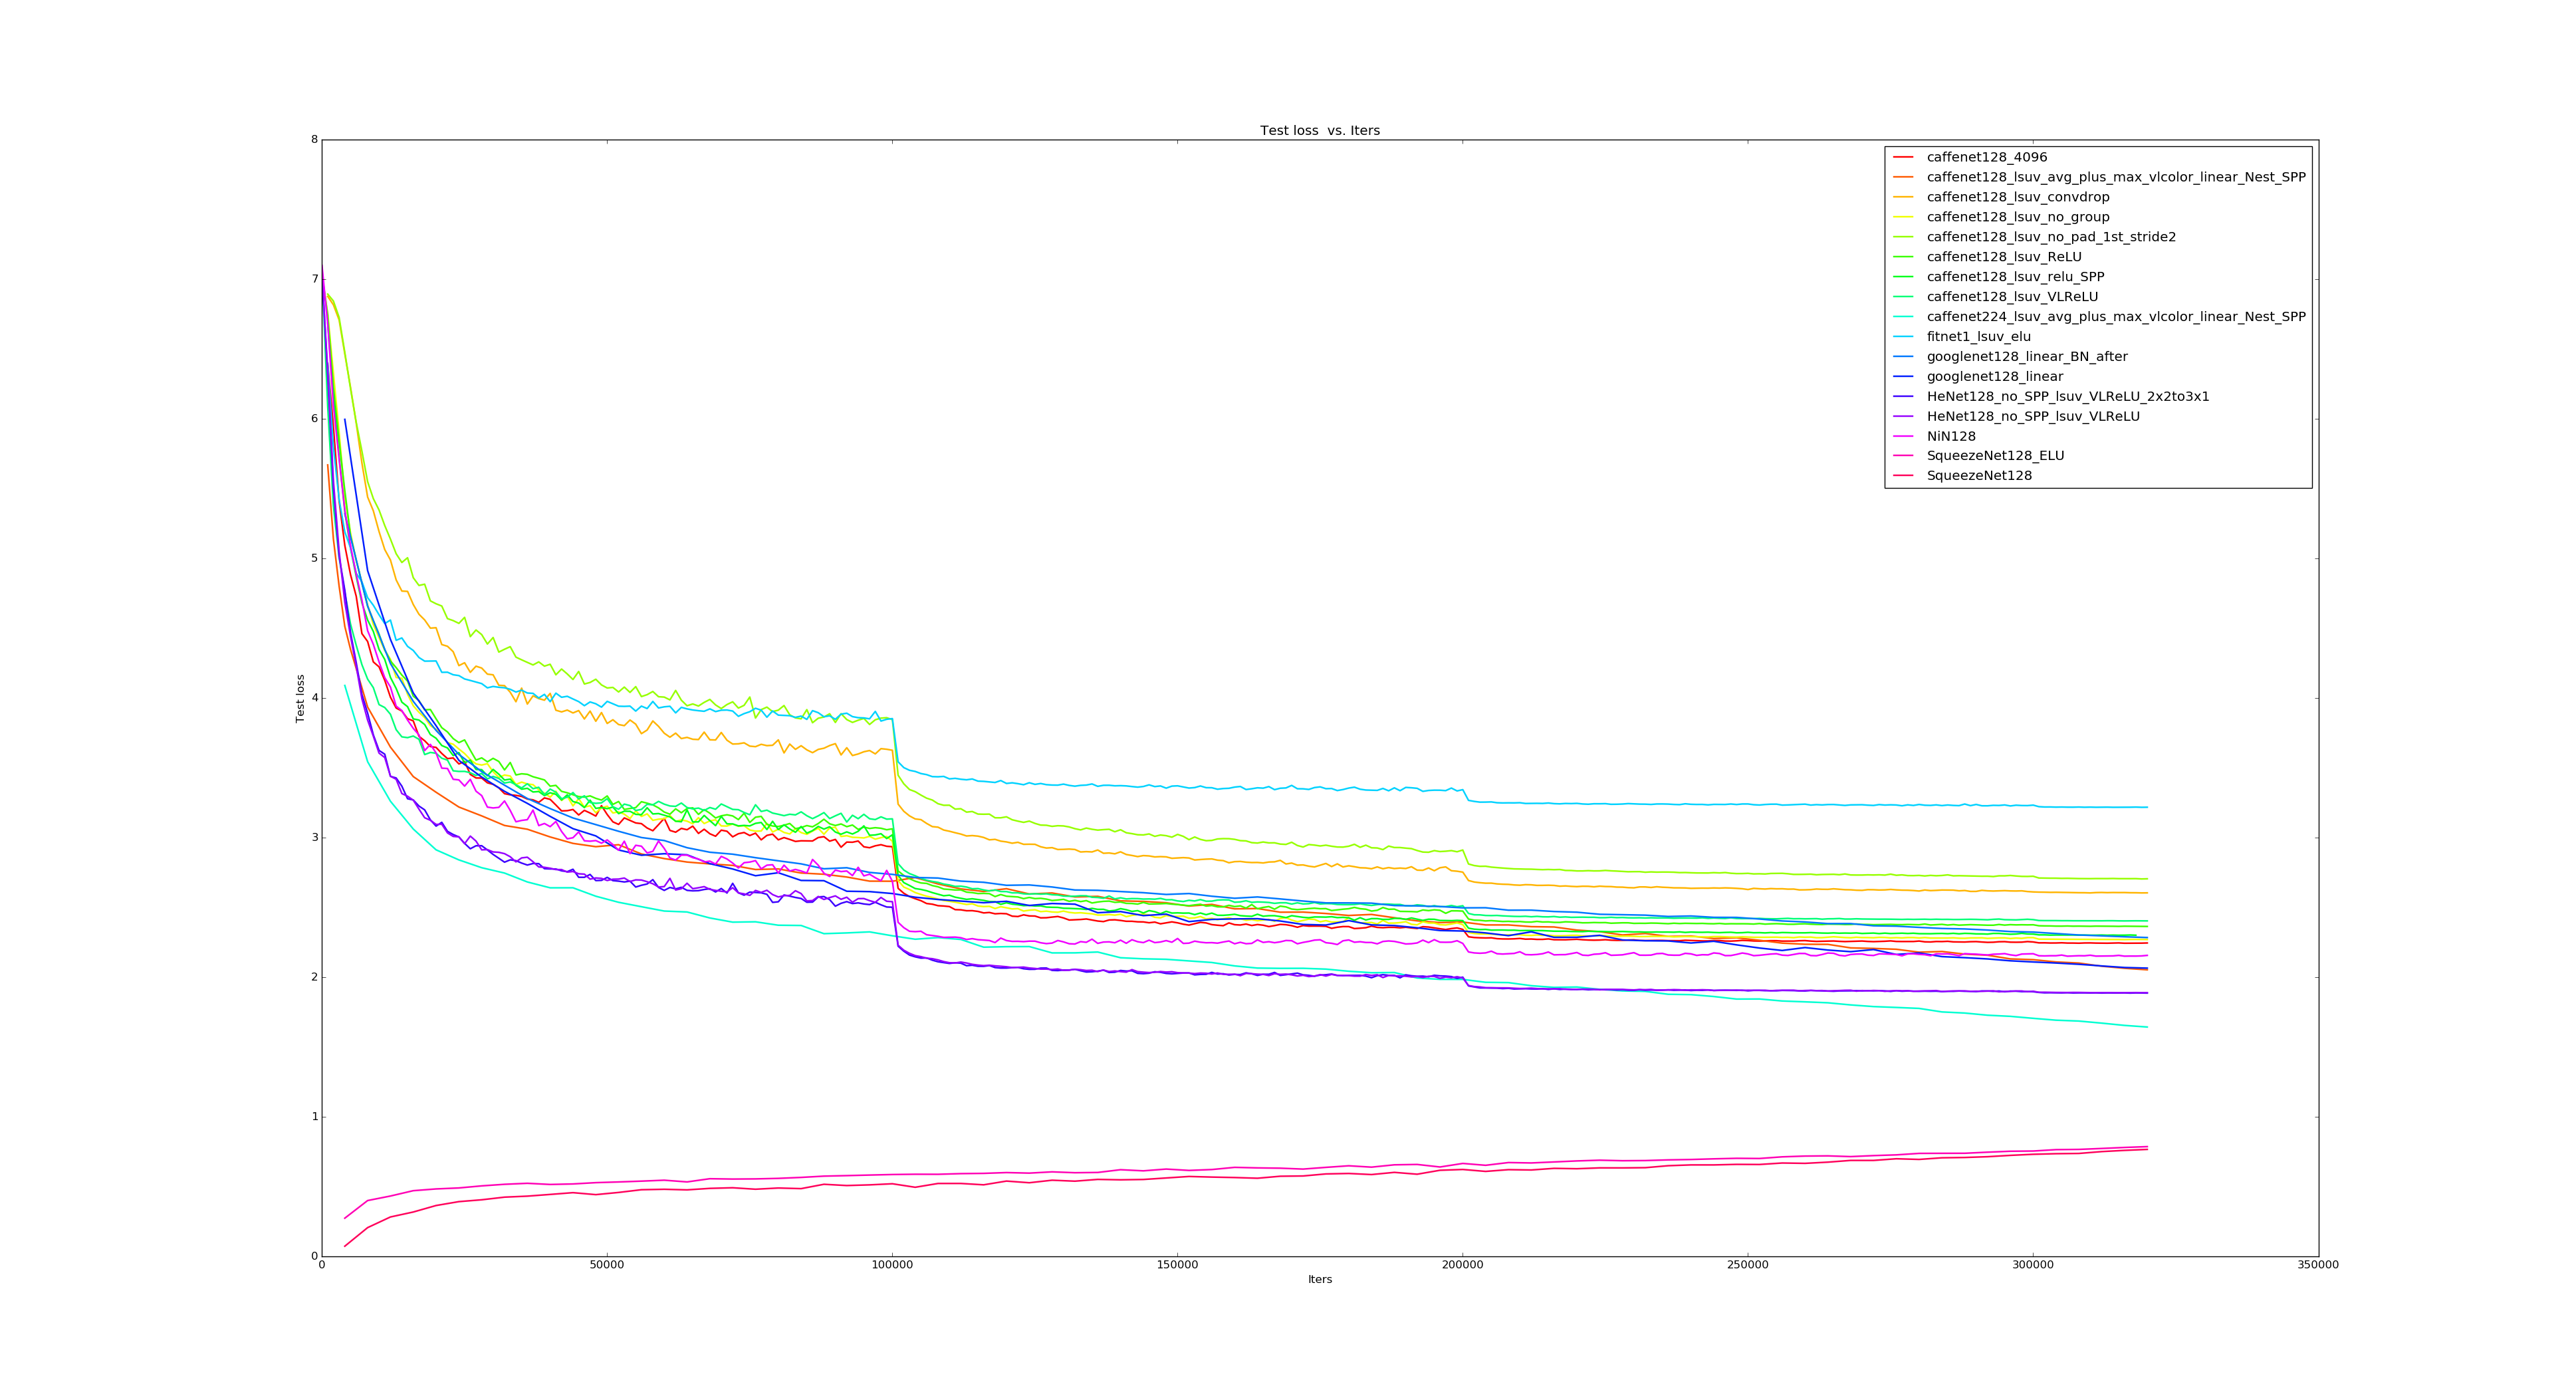 Test loss  vs. Iters
8
7
6
5
4
3
2
1
0
Test loss
caffenet128_4096
caffenet128_lsuv_avg_plus_max_vlcolor_linear_Nest_SPP
caffenet128_lsuv_convdrop
caffenet128_lsuv_no_group
caffenet128_lsuv_no_pad_1st_stride2
caffenet128_lsuv_ReLU
caffenet128_lsuv_relu_SPP
caffenet128_lsuv_VLReLU
caffenet224_lsuv_avg_plus_max_vlcolor_linear_Nest_SPP
fitnet1_lsuv_elu
googlenet128_linear_BN_after
googlenet128_linear
HeNet128_no_SPP_lsuv_VLReLU_2x2to3x1
HeNet128_no_SPP_lsuv_VLReLU
NiN128
SqueezeNet128_ELU
SqueezeNet128
0 50000 100000 150000 200000 250000 300000 350000
Iters